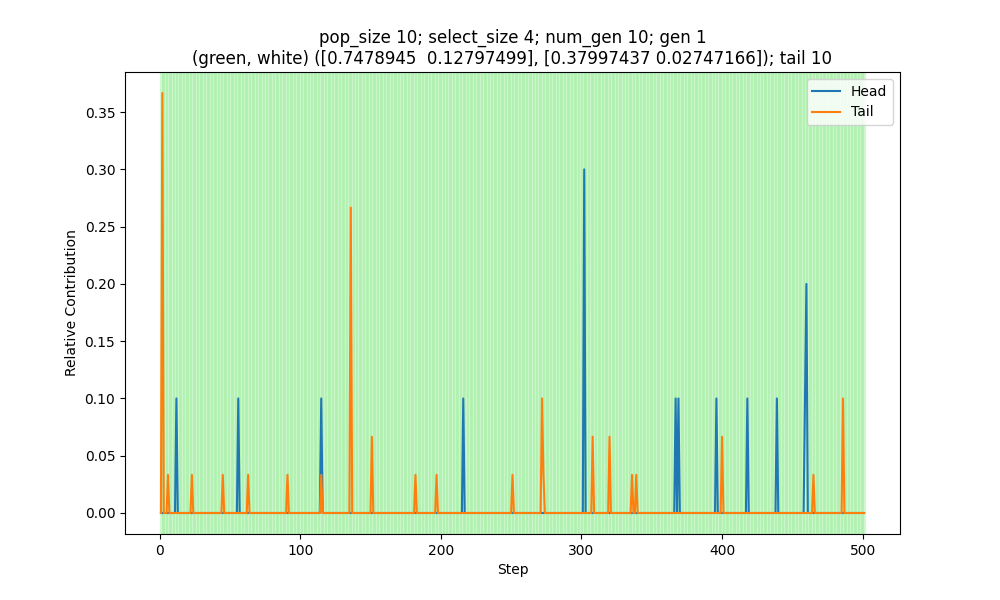 pop_size 10; select_size 4; num_gen 10; gen 1
(green, white) ([0.7478945  0.12797499], [0.37997437 0.02747166]); tail 10
Head
Tail
0.35
0.30
0.25
0.20
0.15
0.10
0.05
0.00
Relative Contribution
0 100 200 300 400 500
Step